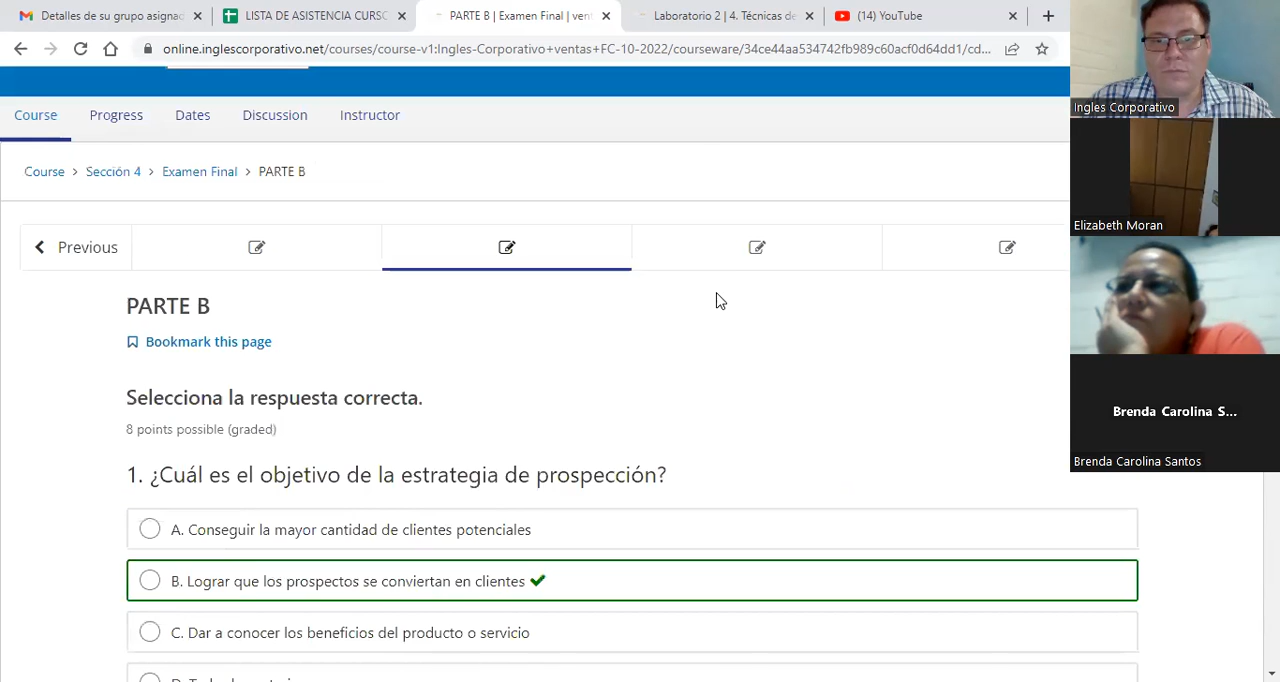 Detalles de su grupo asignad
LISTA DE ASISTENCIA CURSO
PARTE B | Examen Final | vent
Laboratorio 2 | 4. Técnicas de
(14) YouTube
online.inglescorporativo.net/courses/course-v1:Ingles-Corporativo+ventas+FC-10-2022/courseware/34ce44aa534742fb989c60acf0d64dd1/cd...
Course
Progress
Dates
Discussion
Instructor
Course > Sección 4 > Examen Final > PARTE B
Previous
PARTE B
Bookmark this page
Selecciona la respuesta correcta.
8 points possible (graded)
1. ¿Cuál es el objetivo de la estrategia de prospección?
A. Conseguir la mayor cantidad de clientes potenciales
B. Lograr que los prospectos se conviertan en clientes
C. Dar a conocer los beneficios del producto o servicio
Ingles Corporativo
Elizabeth Moran
Brenda Carolina S...
Brenda Carolina Santos